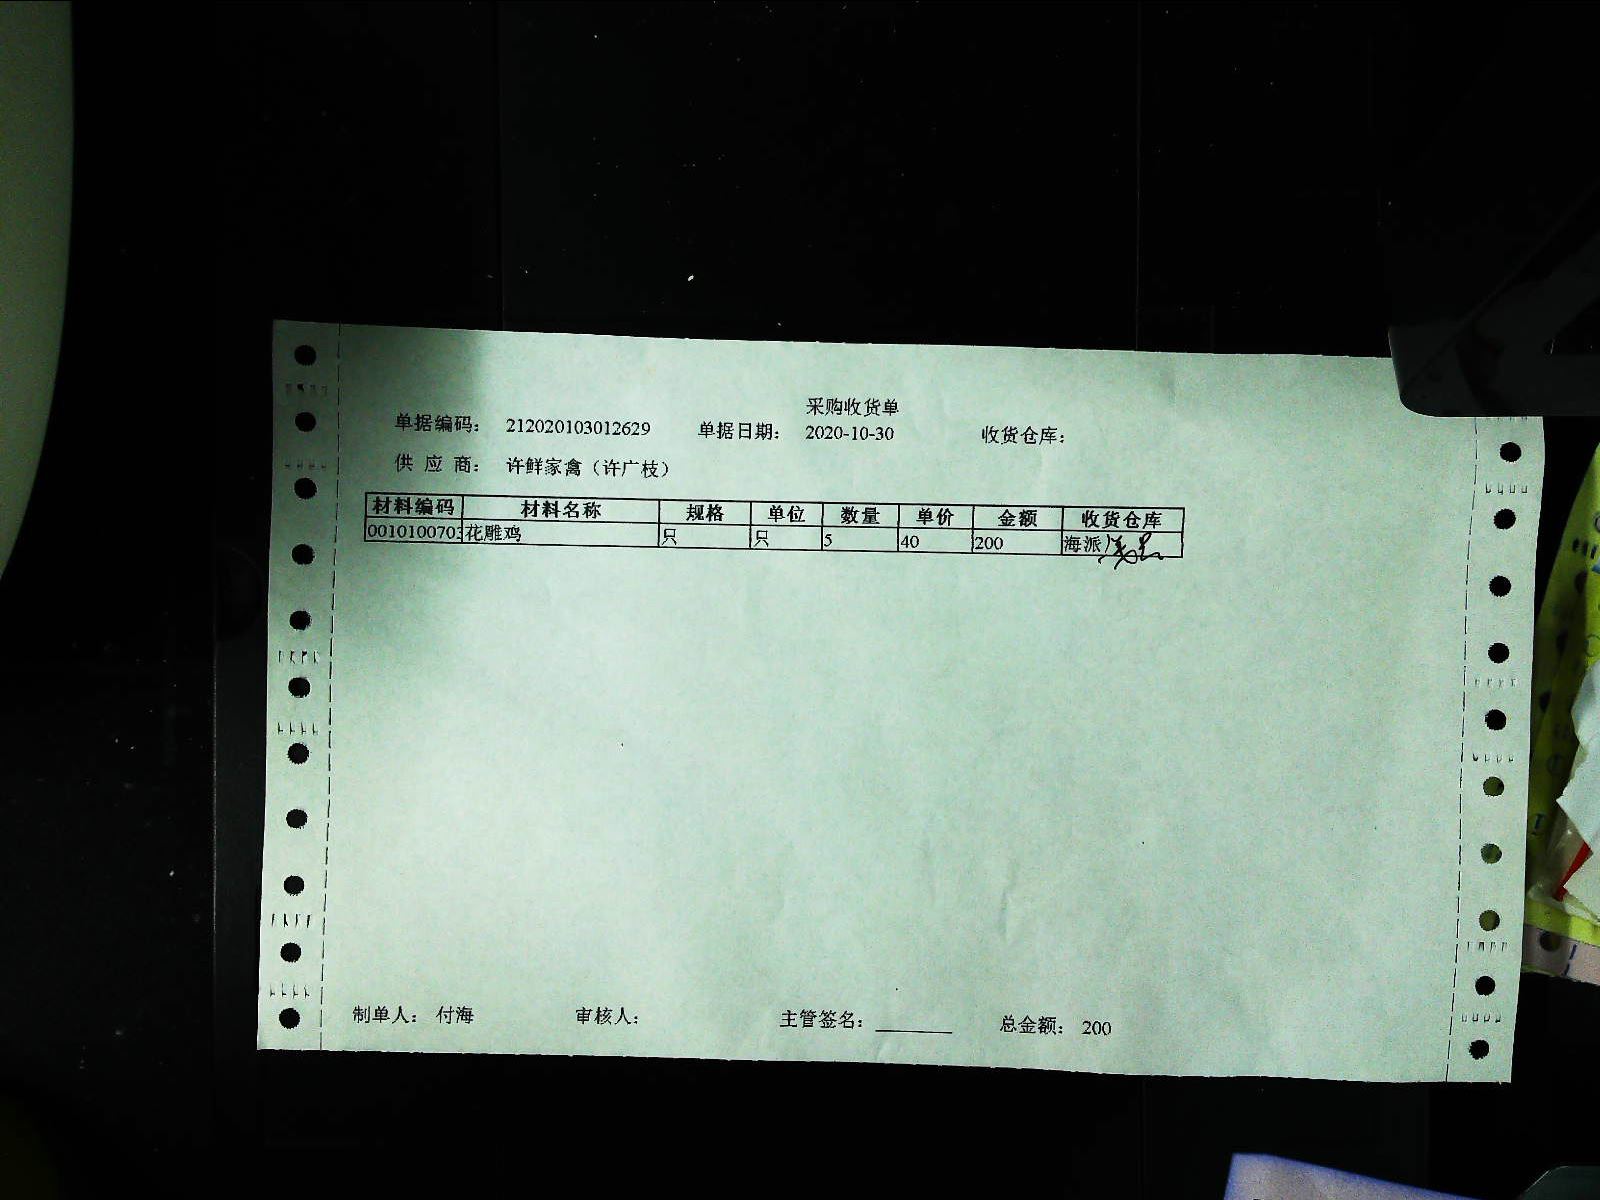 采购收货单
单据编码: 212020103012629 单据日期: 2020-10-30 收货仓库:
供 应 商: 许鲜家禽（许广枝）
材料编码 材料名称 规格 单位 数量 单价 金额 收货仓库
0010100703 花雕鸡 只 只 5 40 200 海派
制单人: 付海 审核人: 主管签名: ________ 总金额: 200